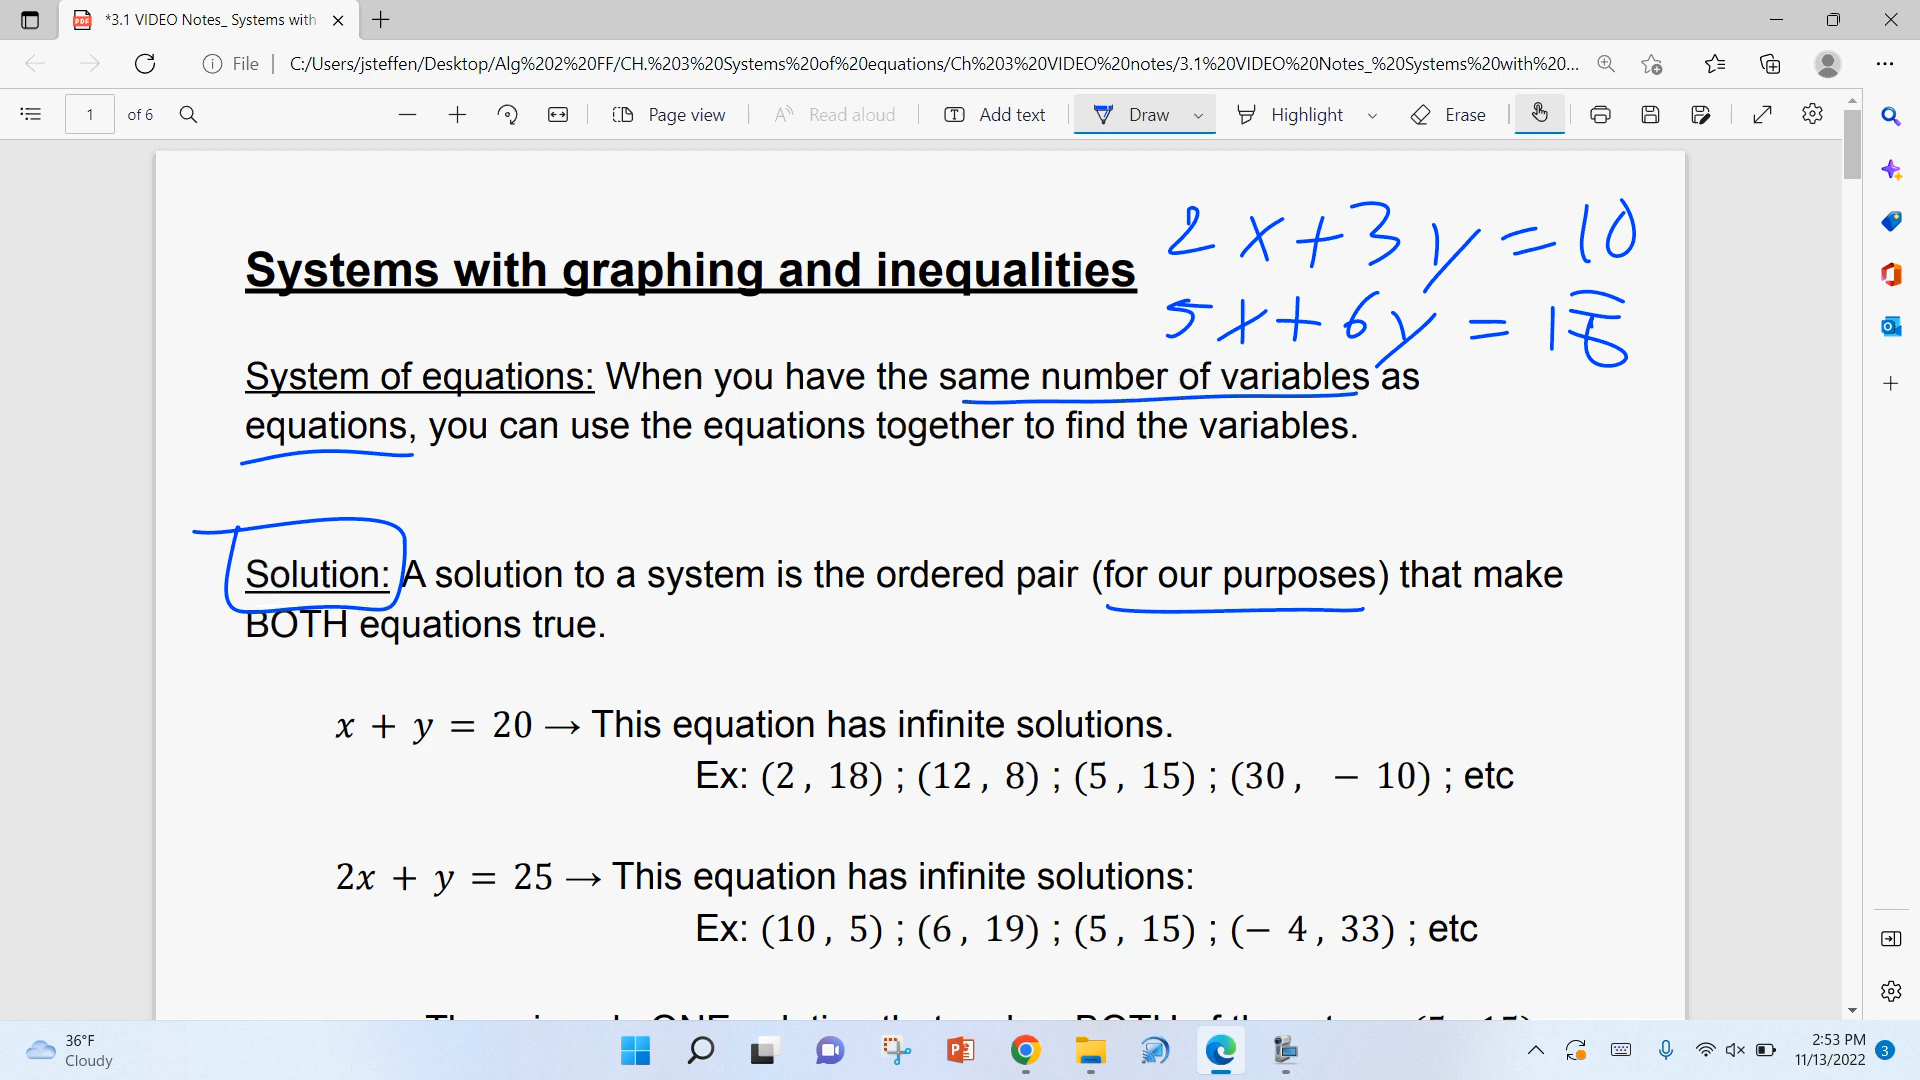 *3.1 VIDEO Notes_ Systems with
File
C:/Users/jsteffen/Desktop/Alg%202%20FF/CH.%203%20Systems%20of%20equations/Ch%203%20VIDEO%20notes/3.1%20VIDEO%20Notes_%20Systems%20with%20...
1 of 6
Page view
Read aloud
Add text
Draw
Highlight
Erase
2x+3y=10
Systems with graphing and inequalities
5x+6y=
System of equations: When you have the same number of variables as
equations, you can use the equations together to find the variables.
Solution: A solution to a system is the ordered pair (for our purposes) that make
BOTH equations true.
x + y = 20 → This equation has infinite solutions.
Ex: (2 , 18) ; (12 , 8) ; (5 , 15) ; (30 , − 10) ; etc
2x + y = 25 → This equation has infinite solutions:
Ex: (10 , 5) ; (6 , 19) ; (5 , 15) ; (− 4 , 33) ; etc
36°F
Cloudy
2:53 PM
11/13/2022
3